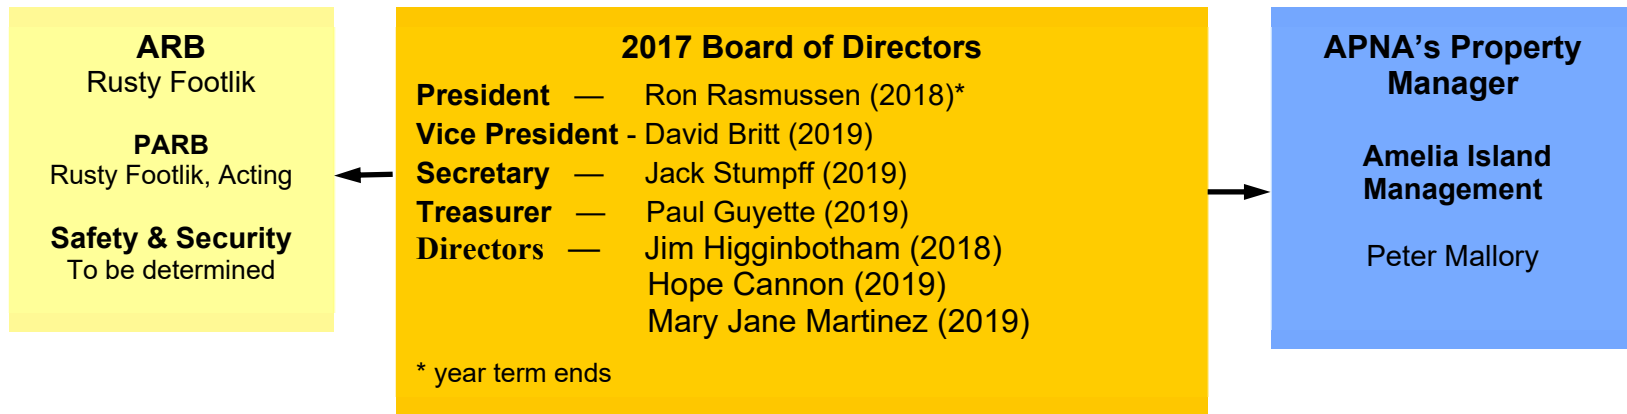 ARB
Rusty Footlik
PARB
Rusty Footlik, Acting
Safety & Security
To be determined
2017 Board of Directors
President — Ron Rasmussen (2018)*
Vice President - David Britt (2019)
Secretary — Jack Stumpff (2019)
Treasurer — Paul Guyette (2019)
Directors — Jim Higginbotham (2018)
Hope Cannon (2019)
Mary Jane Martinez (2019)
* year term ends
APNA’s Property
Manager
Amelia Island
Management
Peter Mallory